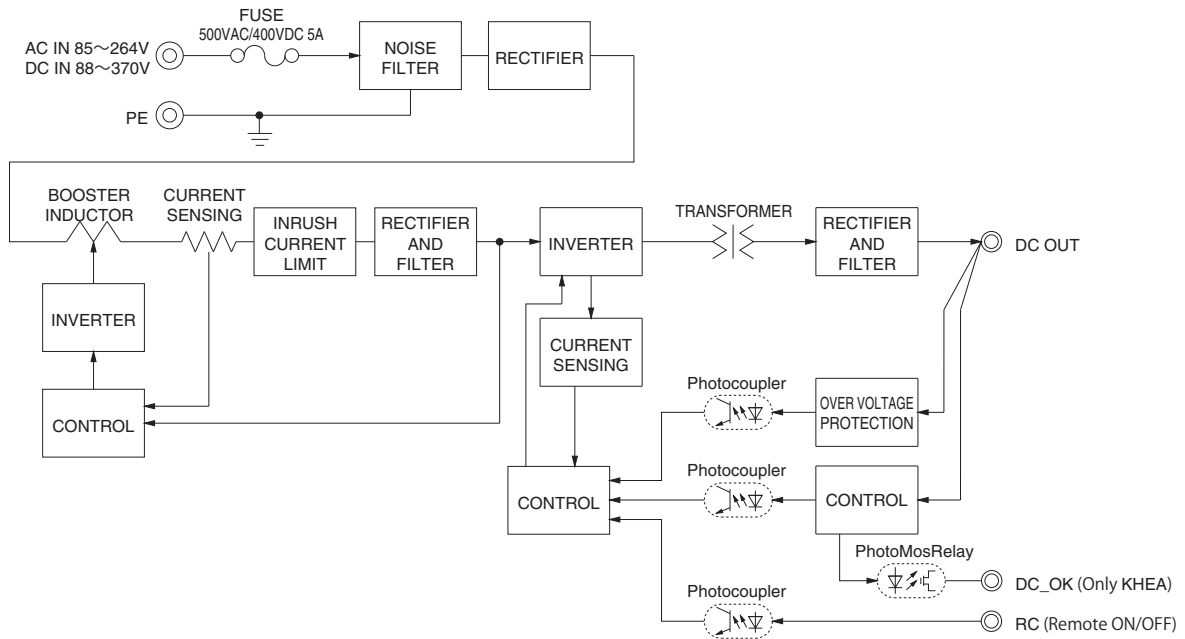 FUSE
500VAC/400VDC 5A
AC IN 85～264V
DC IN 88～370V
NOISE
FILTER
RECTIFIER
PE
BOOSTER
INDUCTOR
CURRENT
SENSING
INRUSH
CURRENT
LIMIT
RECTIFIER
AND
FILTER
INVERTER
TRANSFORMER
RECTIFIER
AND
FILTER
DC OUT
INVERTER
CURRENT
SENSING
CONTROL
Photocoupler
OVER VOLTAGE
PROTECTION
Photocoupler
CONTROL
CONTROL
PhotoMosRelay
DC_OK (Only KHEA)
Photocoupler
RC (Remote ON/OFF)